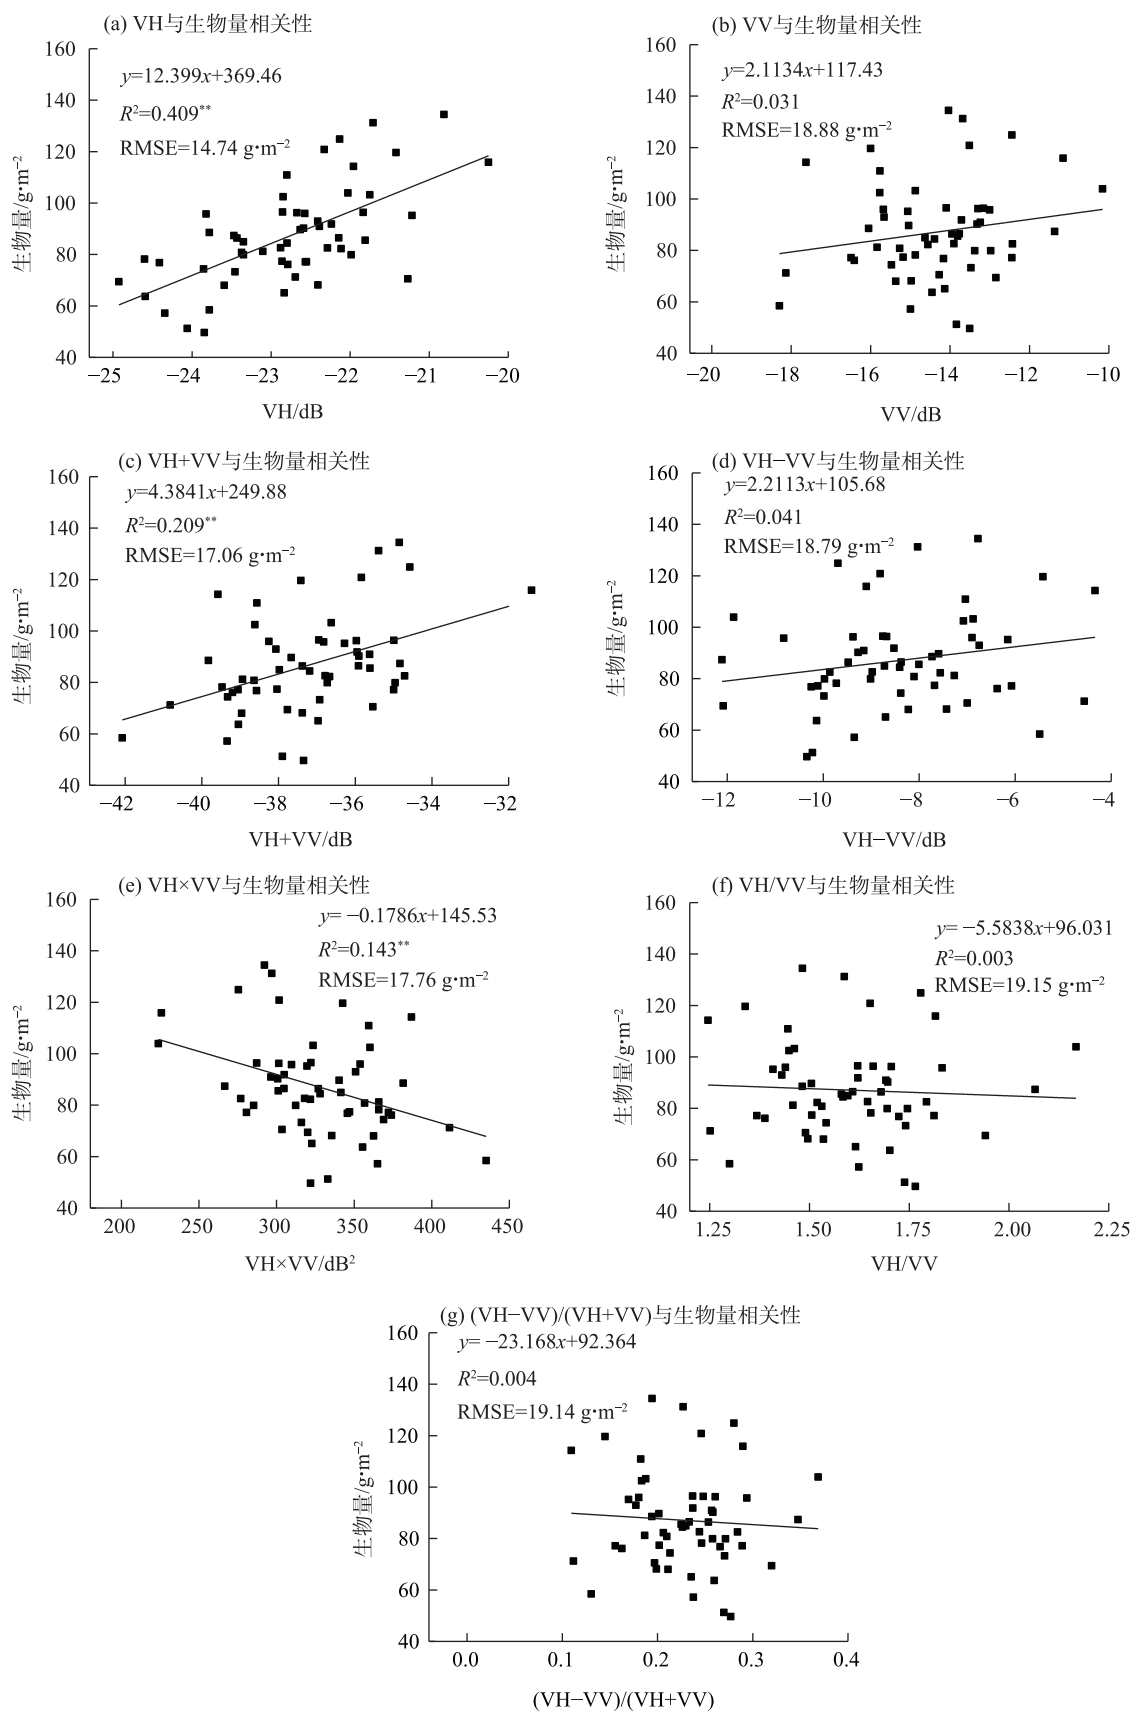 (a) VH与生物量相关性
y=12.399x+369.46
R²=0.409**
RMSE=14.74 g•m⁻²
生物量/g•m⁻²
160
140
120
100
80
60
40
−25 −24 −23 −22 −21 −20
VH/dB
(b) VV与生物量相关性
y=2.1134x+117.43
R²=0.031
RMSE=18.88 g•m⁻²
生物量/g•m⁻²
160
140
120
100
80
60
40
−20 −18 −16 −14 −12 −10
VV/dB
(c) VH+VV与生物量相关性
y=4.3841x+249.88
R²=0.209**
RMSE=17.06 g•m⁻²
生物量/g•m⁻²
160
140
120
100
80
60
40
−42 −40 −38 −36 −34 −32
VH+VV/dB
(d) VH−VV与生物量相关性
y=2.2113x+105.68
R²=0.041
RMSE=18.79 g•m⁻²
生物量/g•m⁻²
160
140
120
100
80
60
40
−12 −10 −8 −6 −4
VH−VV/dB
(e) VH×VV与生物量相关性
y= −0.1786x+145.53
R²=0.143**
RMSE=17.76 g•m⁻²
生物量/g•m⁻²
160
140
120
100
80
60
40
200 250 300 350 400 450
VH×VV/dB²
(f) VH/VV与生物量相关性
y= −5.5838x+96.031
R²=0.003
RMSE=19.15 g•m⁻²
生物量/g•m⁻²
160
140
120
100
80
60
40
1.25 1.50 1.75 2.00 2.25
VH/VV
(g) (VH−VV)/(VH+VV)与生物量相关性
y= −23.168x+92.364
R²=0.004
RMSE=19.14 g•m⁻²
生物量/g•m⁻²
160
140
120
100
80
60
40
0.0 0.1 0.2 0.3 0.4
(VH−VV)/(VH+VV)